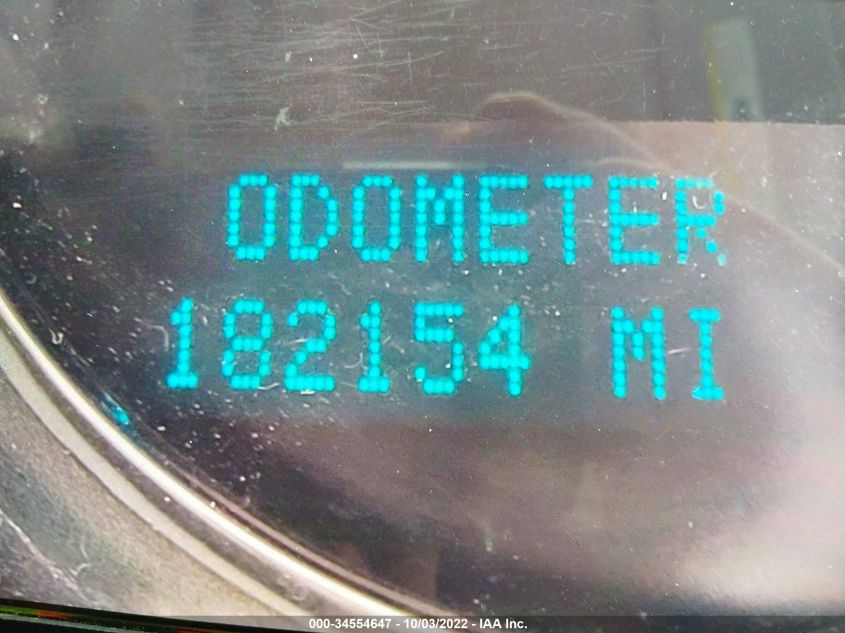 ODOMETER
182154 MI
000-34554647 - 10/03/2022 - IAA Inc.